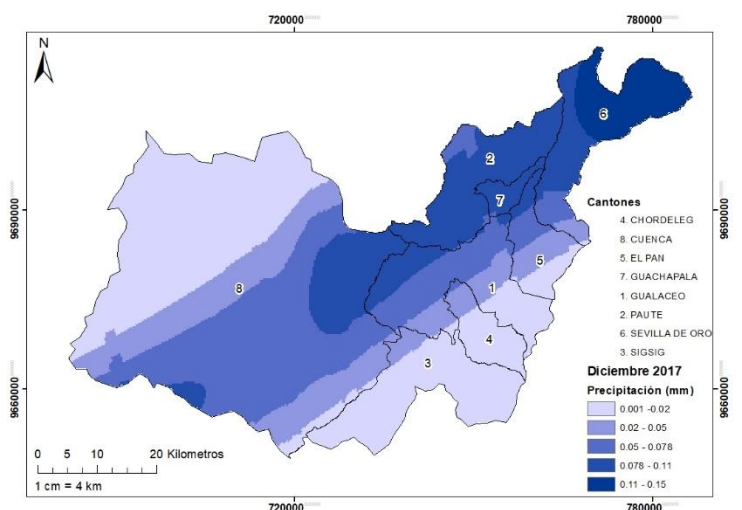 720000
780000
N
9690000
9690000
6
2
7
8
5
1
4
3
Cantones
4. CHORDELEG
8. CUENCA
5. EL PAN
7. GUACHAPALA
1. GUALACEO
2. PAUTE
6. SEVILLA DE ORO
3. SIGSIG
Diciembre 2017
Precipitación (mm)
0.001 - 0.02
0.02 - 0.05
0.05 - 0.078
0.078 - 0.11
0.11 - 0.15
9660000
9660000
0 5 10 20 Kilometros
1 cm = 4 km
720000
780000